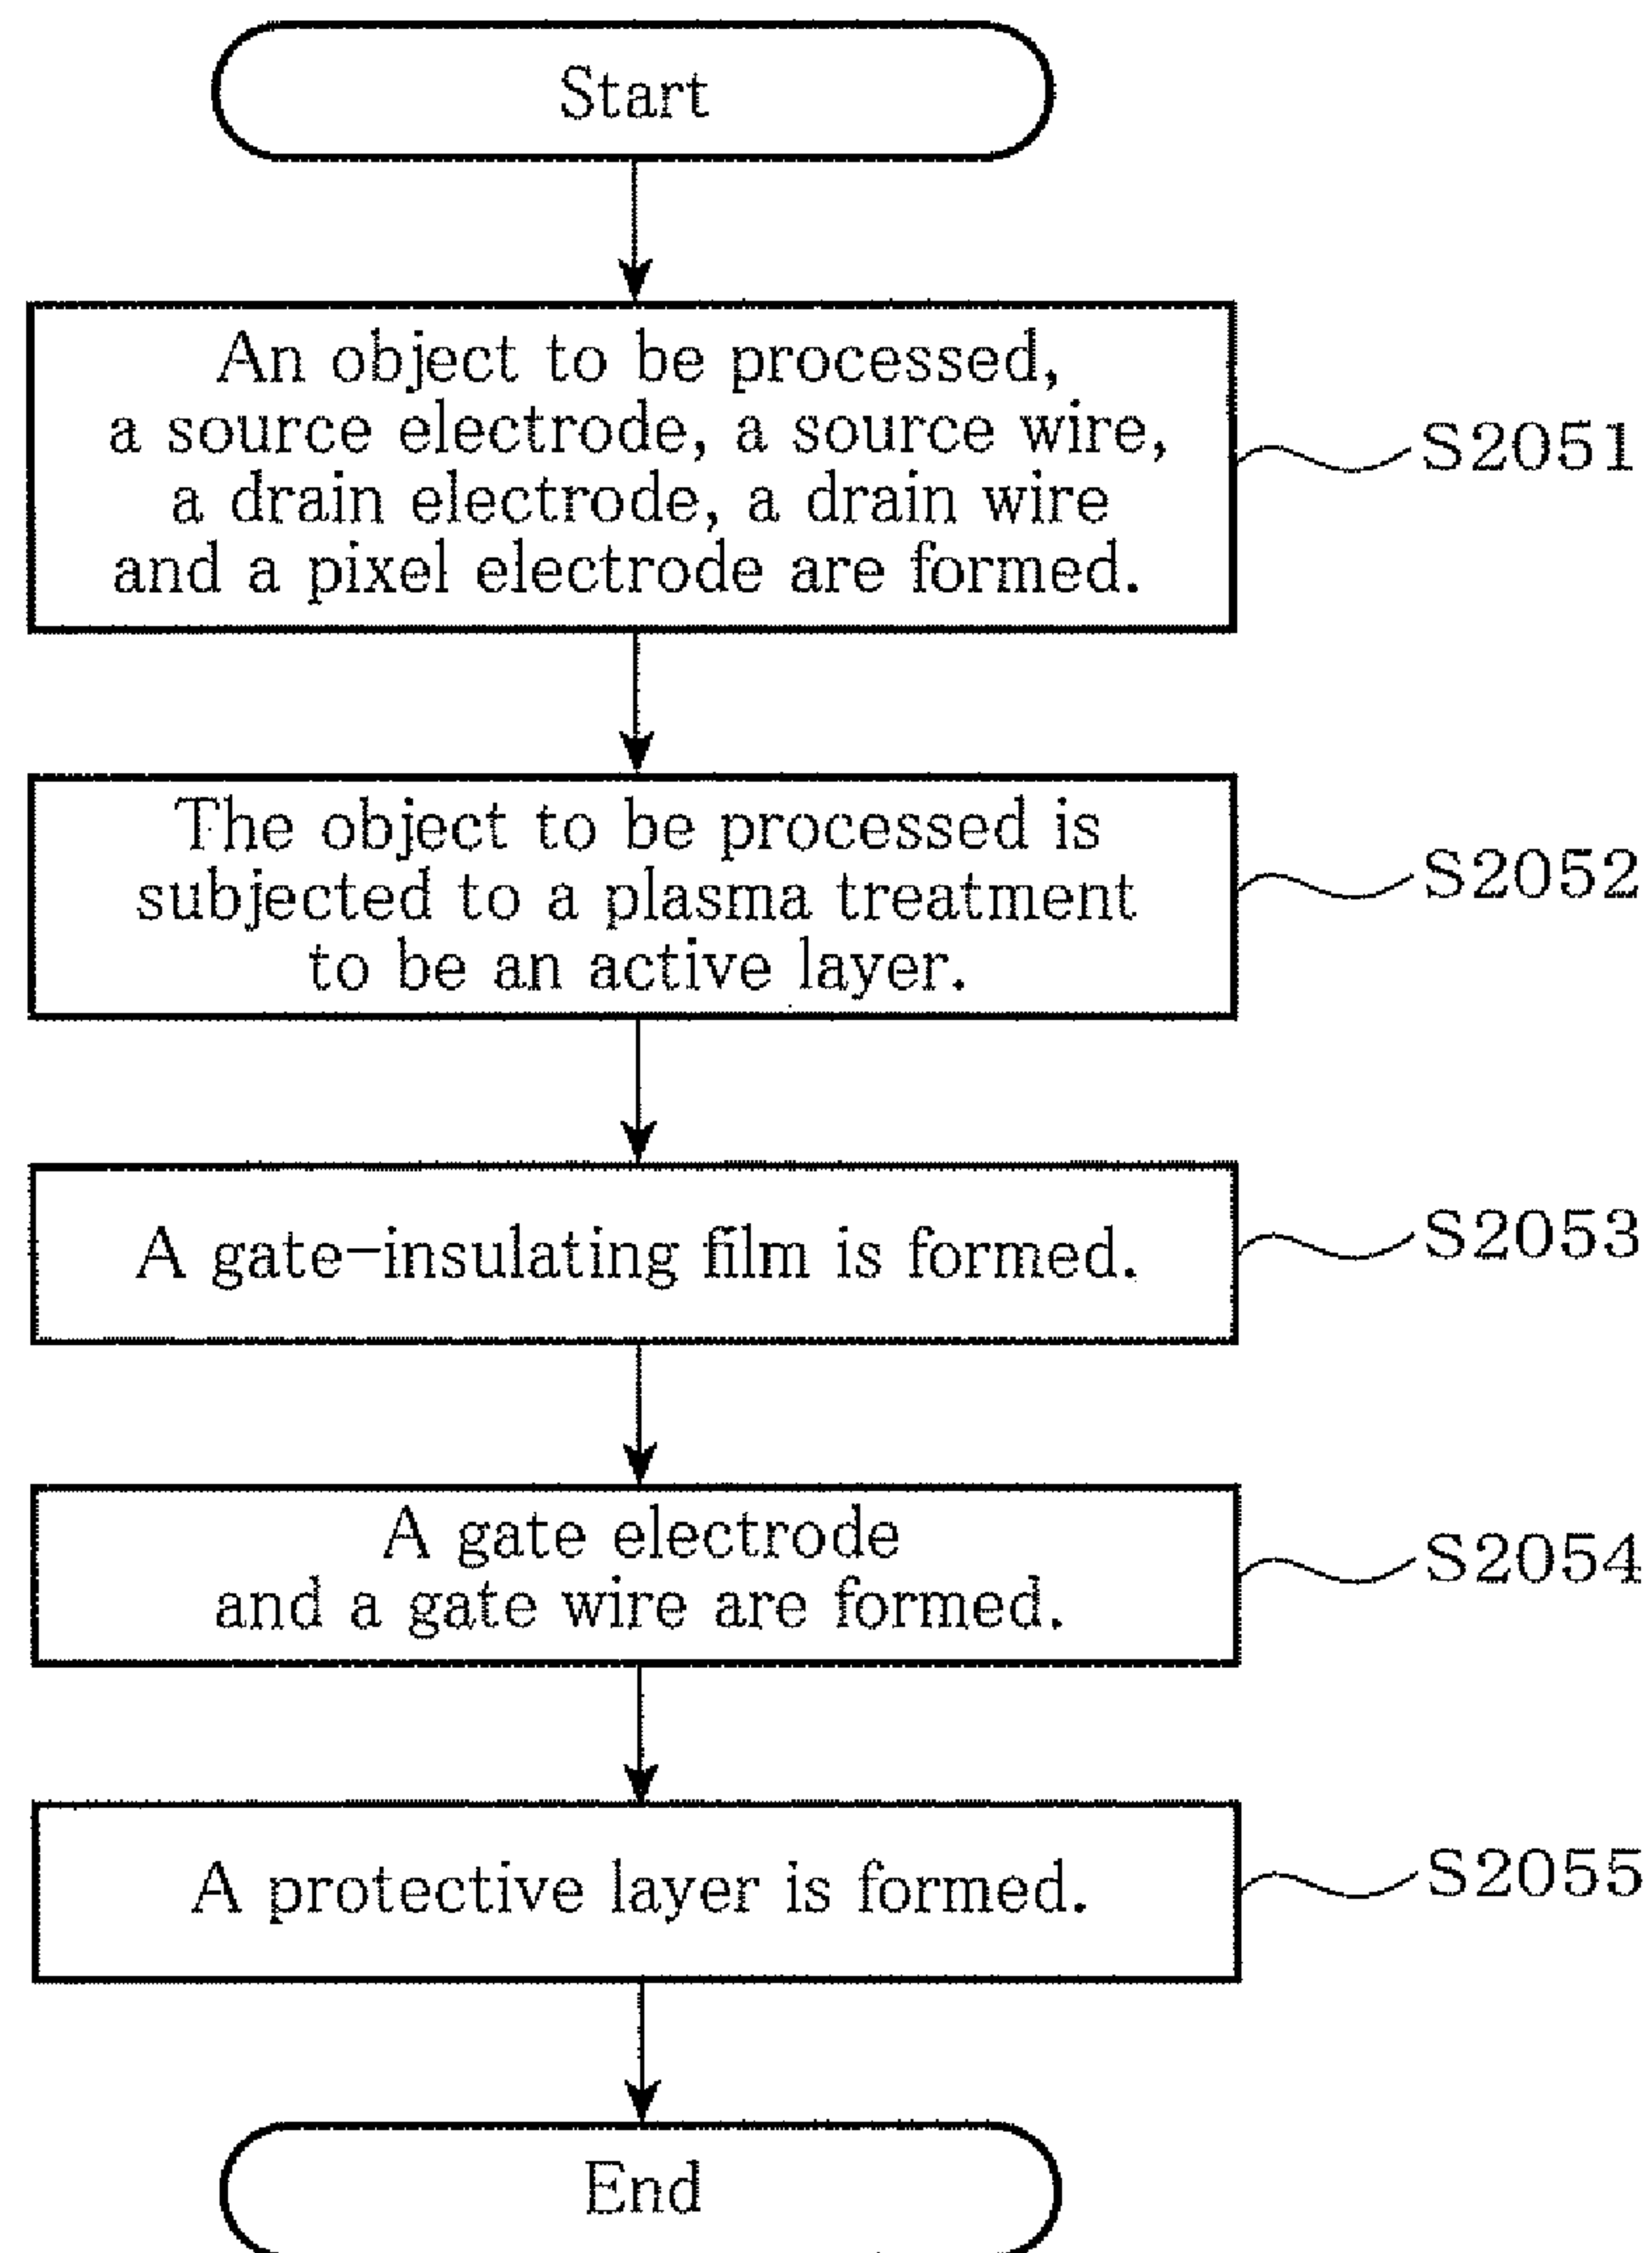 Start
An object to be processed,
a source electrode, a source wire,
a drain electrode, a drain wire
and a pixel electrode are formed.
S2051
The object to be processed is
subjected to a plasma treatment
to be an active layer.
S2052
A gate-insulating film is formed.
S2053
A gate electrode
and a gate wire are formed.
S2054
A protective layer is formed.
S2055
End